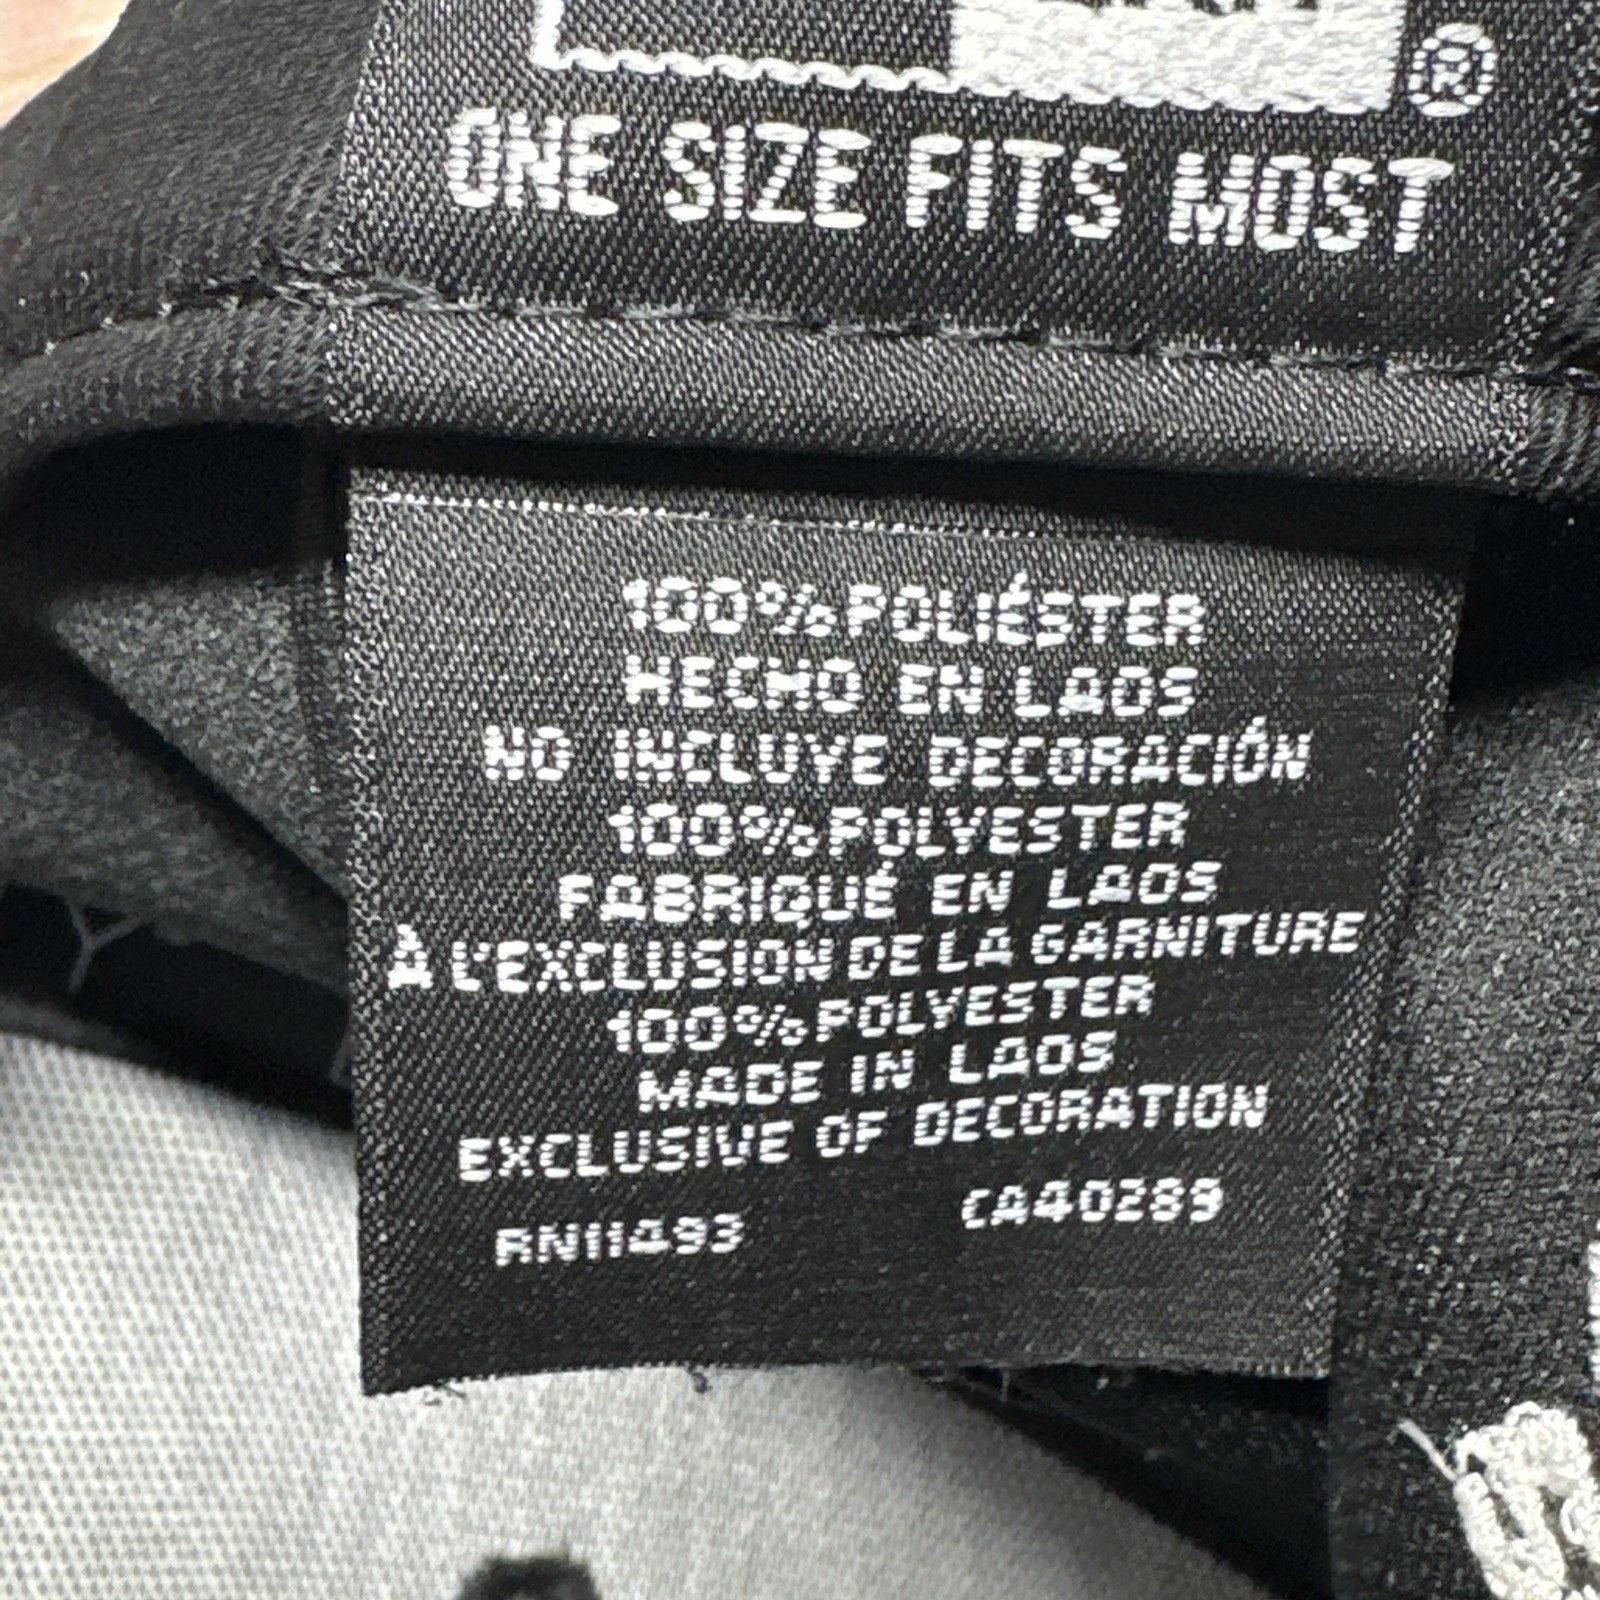 ®
ONE SIZE FITS MOST
100% POLIÉSTER
HECHO EN LAOS
NO INCLUYE DECORACIÓN
100% POLYESTER
FABRIQUÉ EN LAOS
À L'EXCLUSION DE LA GARNITURE
100% POLYESTER
MADE IN LAOS
EXCLUSIVE OF DECORATION
RN11493 CA40289